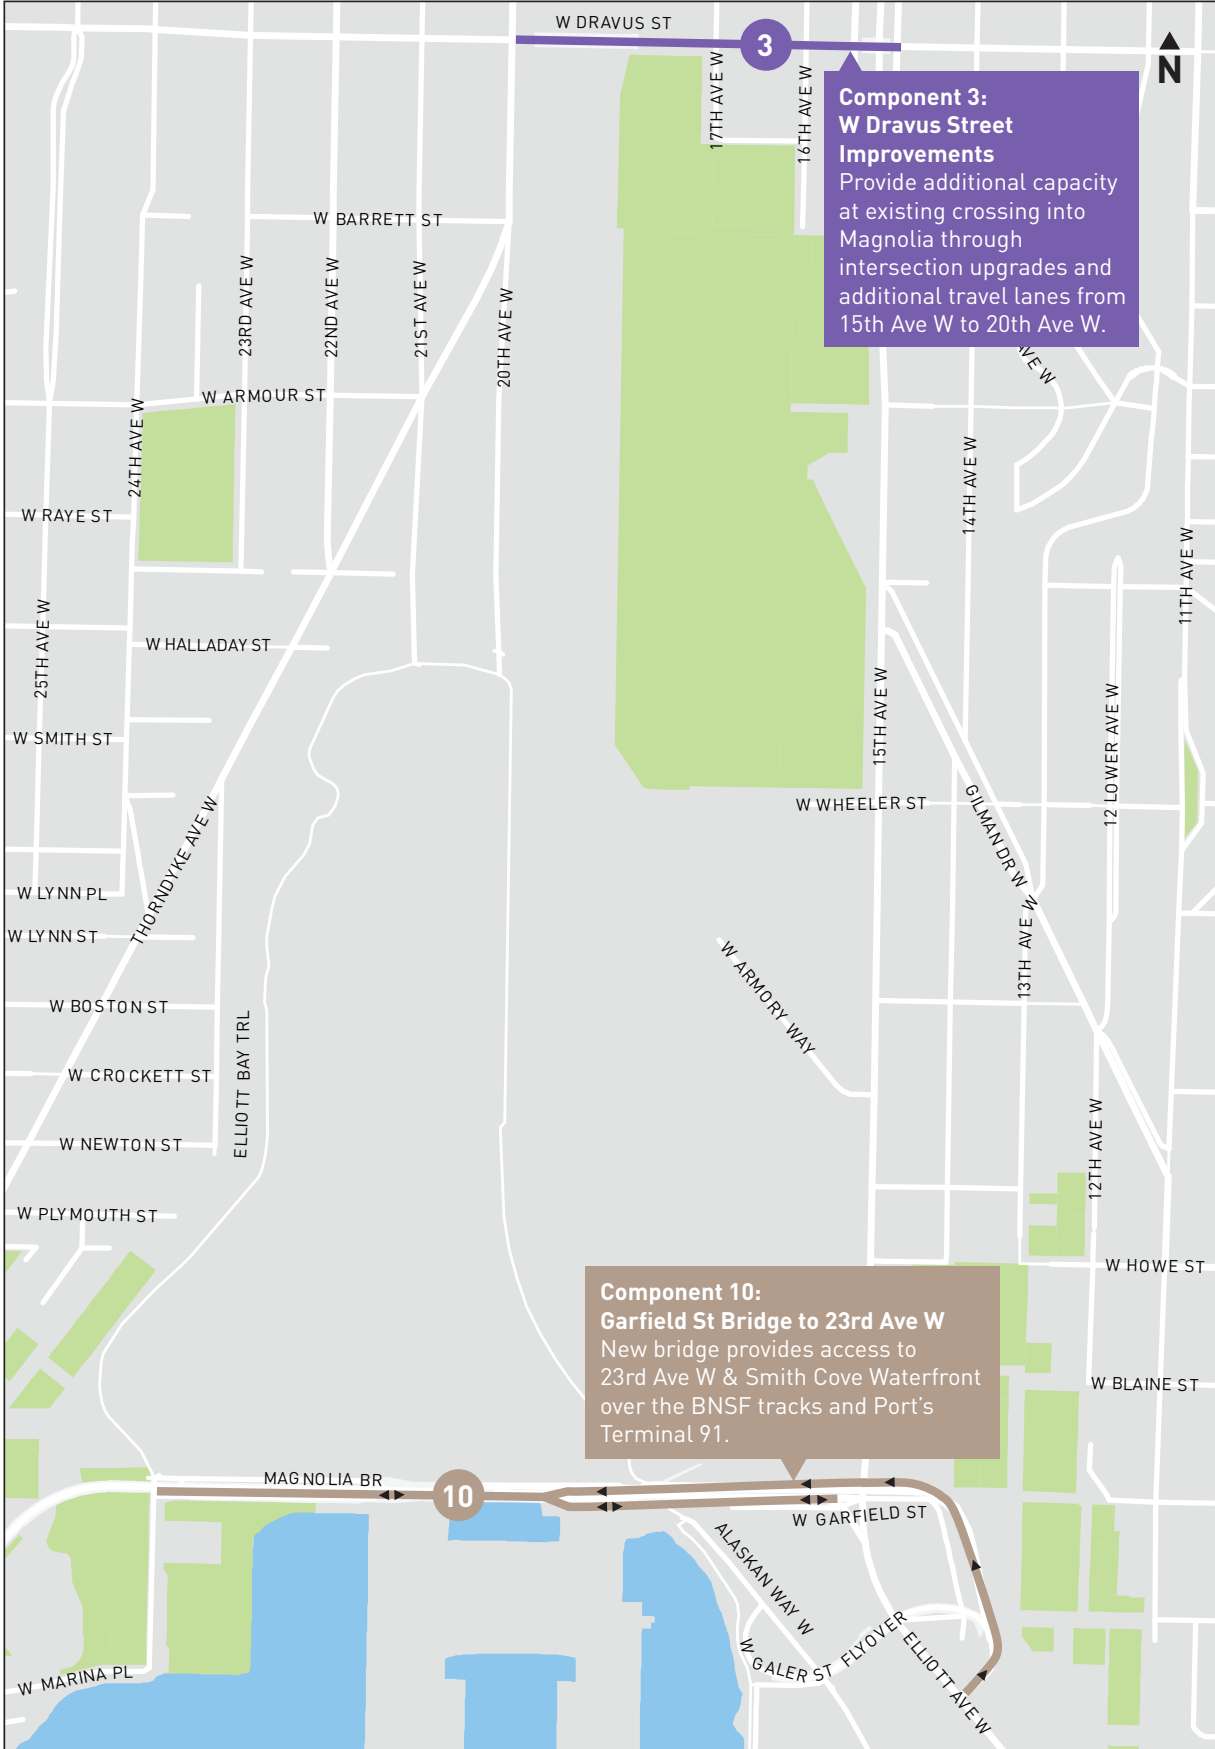 W DRAVUS ST
3
N
17TH AVE W
16TH AVE W
Component 3:
W Dravus Street
Improvements
Provide additional capacity
at existing crossing into
Magnolia through
intersection upgrades and
additional travel lanes from
15th Ave W to 20th Ave W.
W BARRETT ST
23RD AVE W
22ND AVE W
21ST AVE W
20TH AVE W
AVE W
W ARMOUR ST
24TH AVE W
14TH AVE W
W RAYE ST
11TH AVE W
25TH AVE W
W HALLADAY ST
15TH AVE W
12 LOWER AVE W
W SMITH ST
THORNDYKE AVE W
W WHEELER ST
GILMAN DR W
W LYNN PL
W LYNN ST
13TH AVE W
W ARMORY WAY
W BOSTON ST
ELLIOTT BAY TRL
W CROCKETT ST
W NEWTON ST
12TH AVE W
W PLYMOUTH ST
W HOWE ST
Component 10:
Garfield St Bridge to 23rd Ave W
New bridge provides access to
23rd Ave W & Smith Cove Waterfront
over the BNSF tracks and Port's
Terminal 91.
W BLAINE ST
MAGNOLIA BR
10
W GARFIELD ST
ALASKAN WAY W
W GALER ST FLYOVER
ELLIOTT AVE W
W MARINA PL